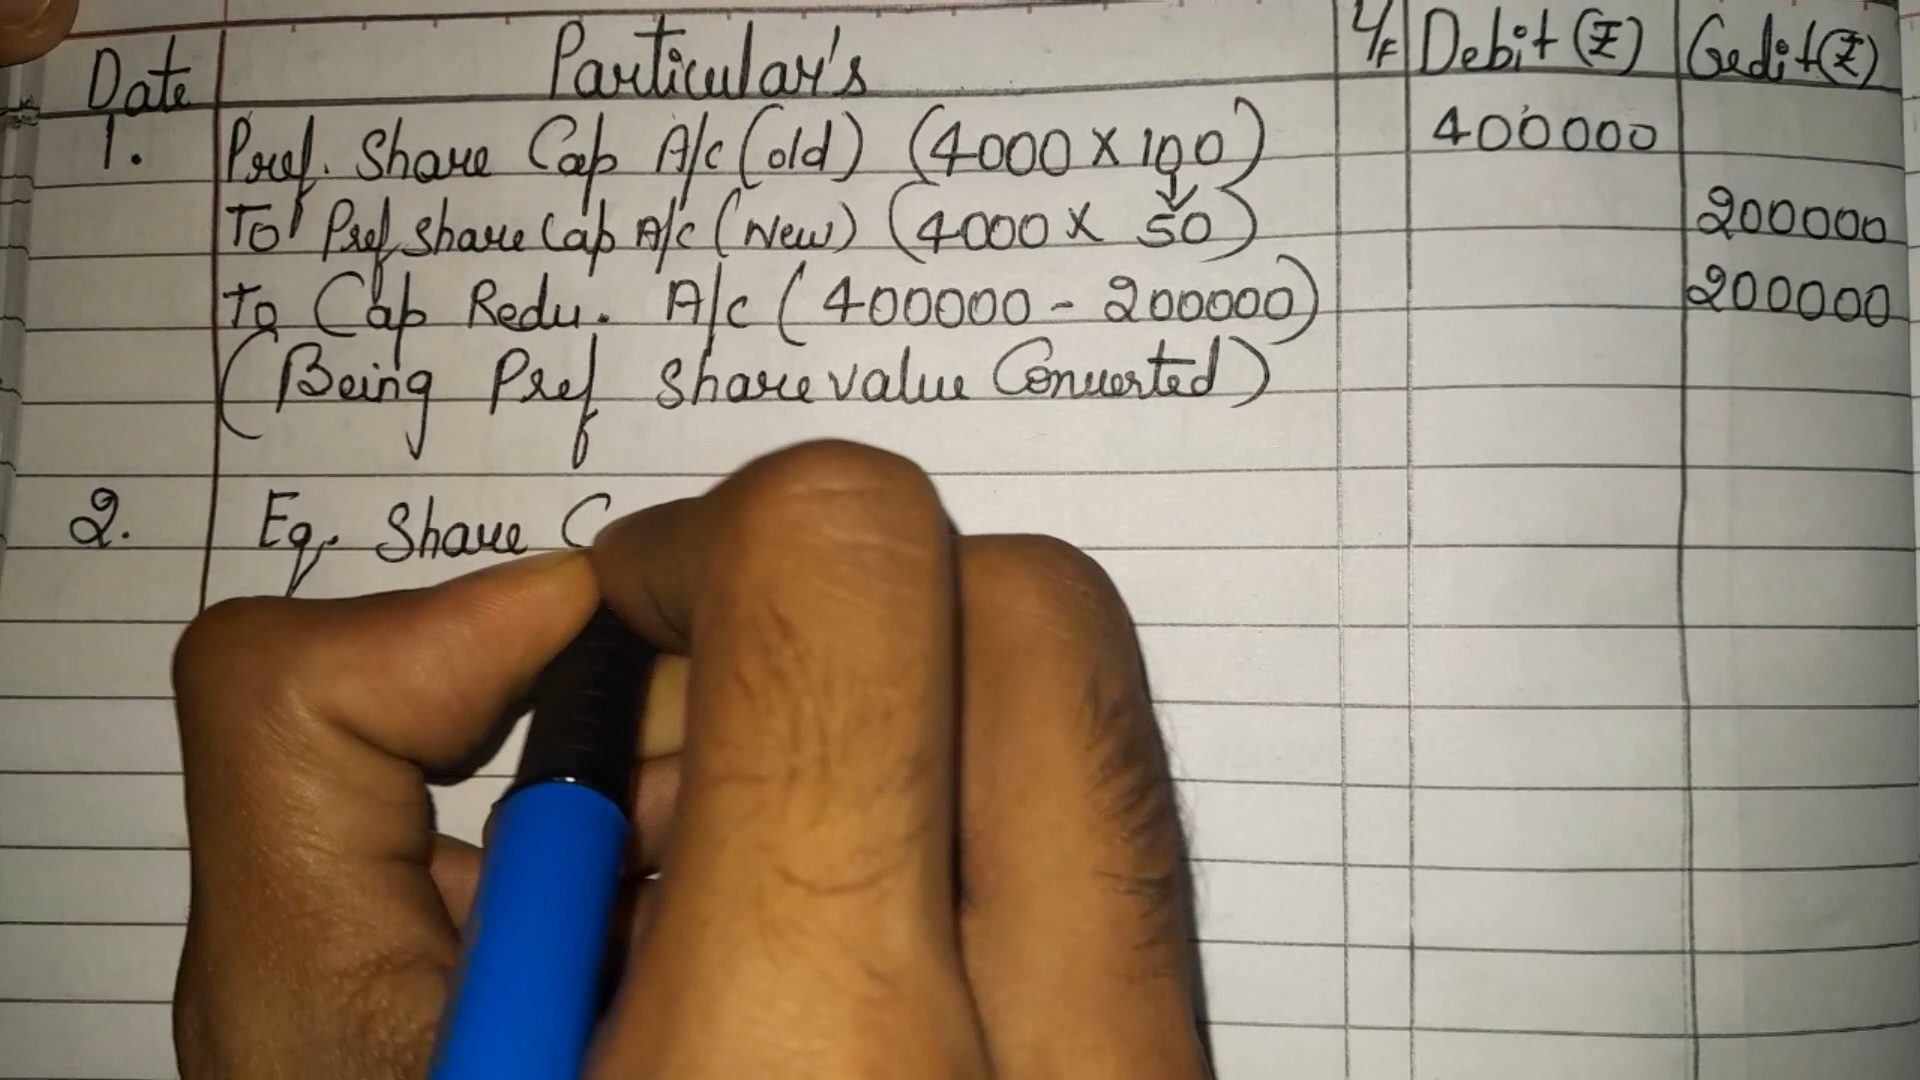 Date Particular's L/F Debit (₹) Credit (₹)
1. Pref. Share Cap A/c (old) (4000 x 100) 400000
To Pref share Cap A/c (New) (4000 x 50) 200000
To Cap Redu. A/c (400000 - 200000) 200000
(Being Pref share value Converted)
2. Eq. Share C